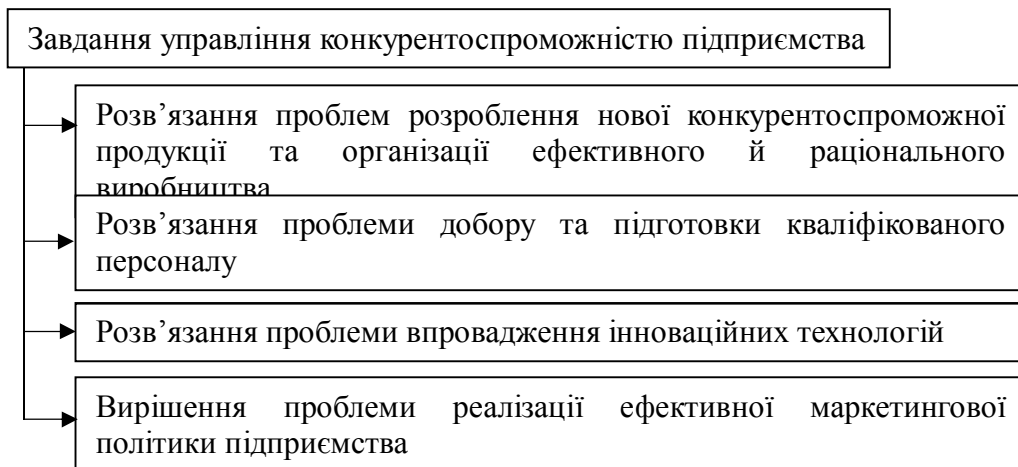 Завдання управління конкурентоспроможністю підприємства
Розв’язання проблем розроблення нової конкурентоспроможної
продукції та організації ефективного й раціонального
виробництва
Розв’язання проблеми добору та підготовки кваліфікованого
персоналу
Розв’язання проблеми впровадження інноваційних технологій
Вирішення проблеми реалізації ефективної маркетингової
політики підприємства